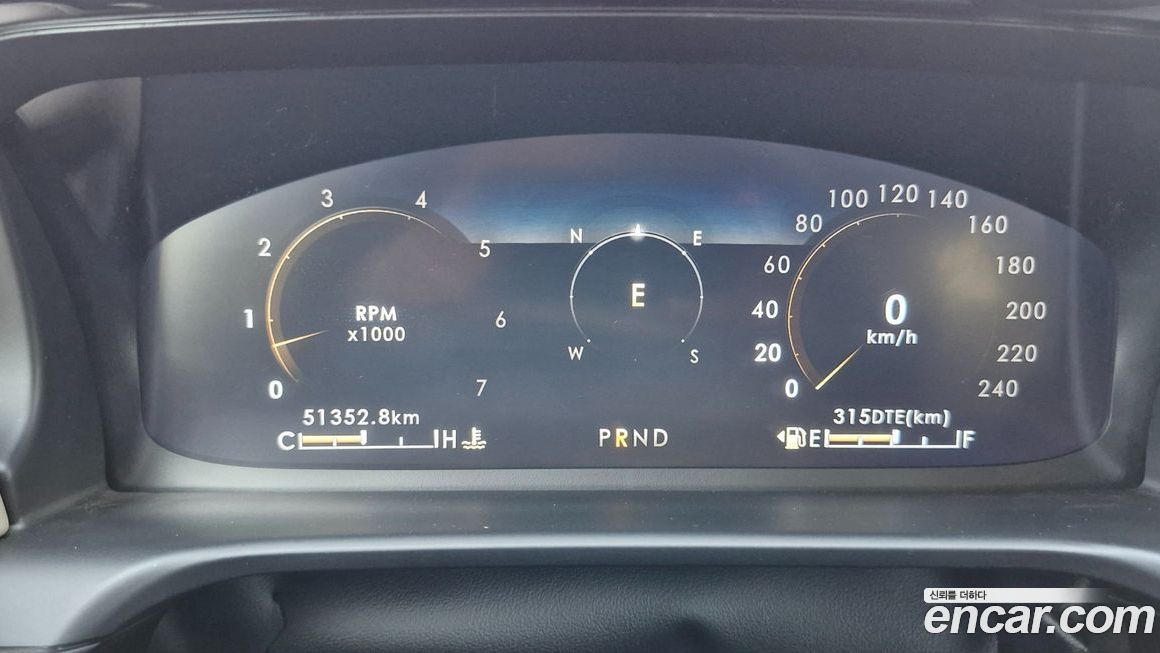 0 1 2 3 4 5 6 7
RPM
x1000
51352.8km
C H
N E
E
W S
PRND
0 20 40 60 80 100 120 140 160 180 200 220 240
0
km/h
315DTE(km)
E F
신뢰를 더하다
encar.com